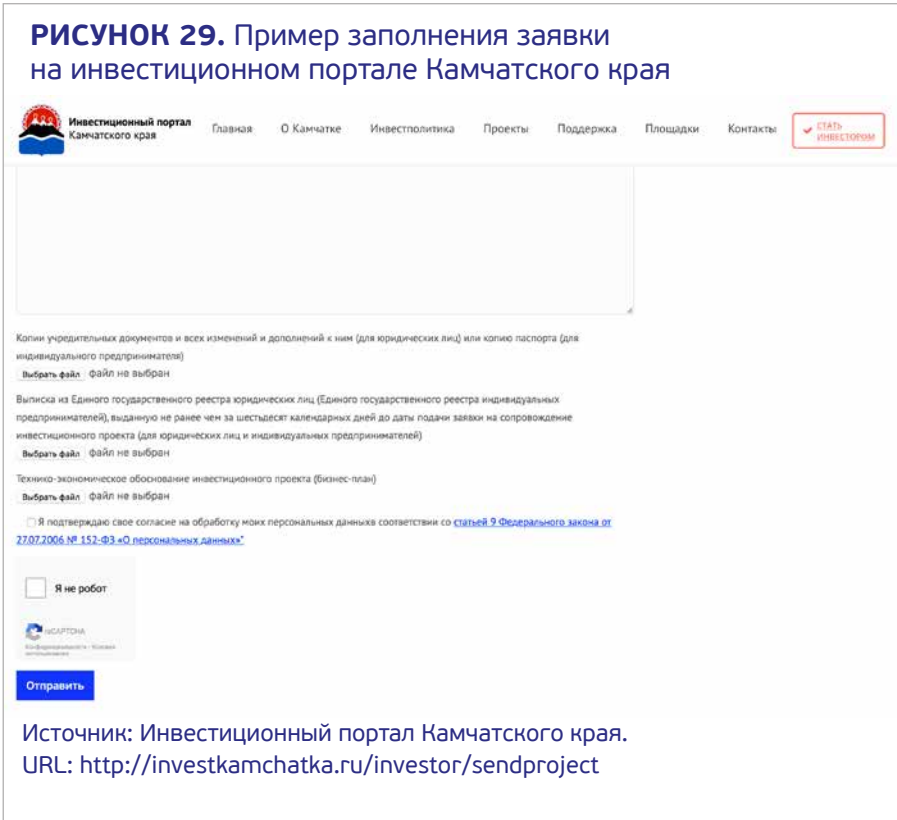 РИСУНОК 29. Пример заполнения заявки
на инвестиционном портале Камчатского края
Инвестиционный портал
Камчатского края
Главная О Камчатке Инвестполитика Проекты Поддержка Площадки Контакты
СТАТЬ
ИНВЕСТОРОМ
Копии учредительных документов и всех изменений и дополнений к ним (для юридических лиц) или копию паспорта (для
индивидуального предпринимателя)
Выбрать файл файл не выбран
Выписка из Единого государственного реестра юридических лиц (Единого государственного реестра индивидуальных
предпринимателей), выданную не ранее чем за шестьдесят календарных дней до даты подачи заявки на сопровождение
инвестиционного проекта (для юридических лиц и индивидуальных предпринимателей)
Выбрать файл файл не выбран
Технико-экономическое обоснование инвестиционного проекта (бизнес-план)
Выбрать файл файл не выбран
Я подтверждаю свое согласие на обработку моих персональных данныхв соответствии со статьей 9 Федерального закона от
27.07.2006 № 152-ФЗ «О персональных данных»"
Я не робот
reCAPTCHA
Конфиденциальность - Условия
использования
Отправить
Источник: Инвестиционный портал Камчатского края.
URL: http://investkamchatka.ru/investor/sendproject